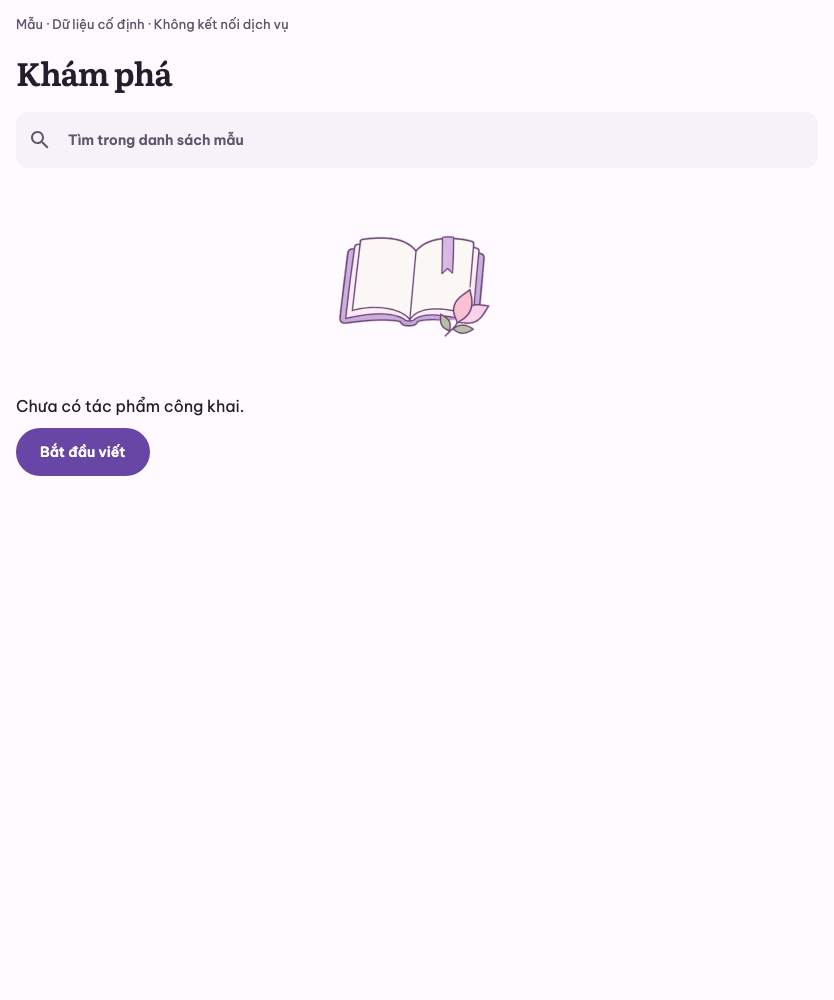 Mẫu · Dữ liệu cố định · Không kết nối dịch vụ
Khám phá
Tìm trong danh sách mẫu
Chưa có tác phẩm công khai.
Bắt đầu viết